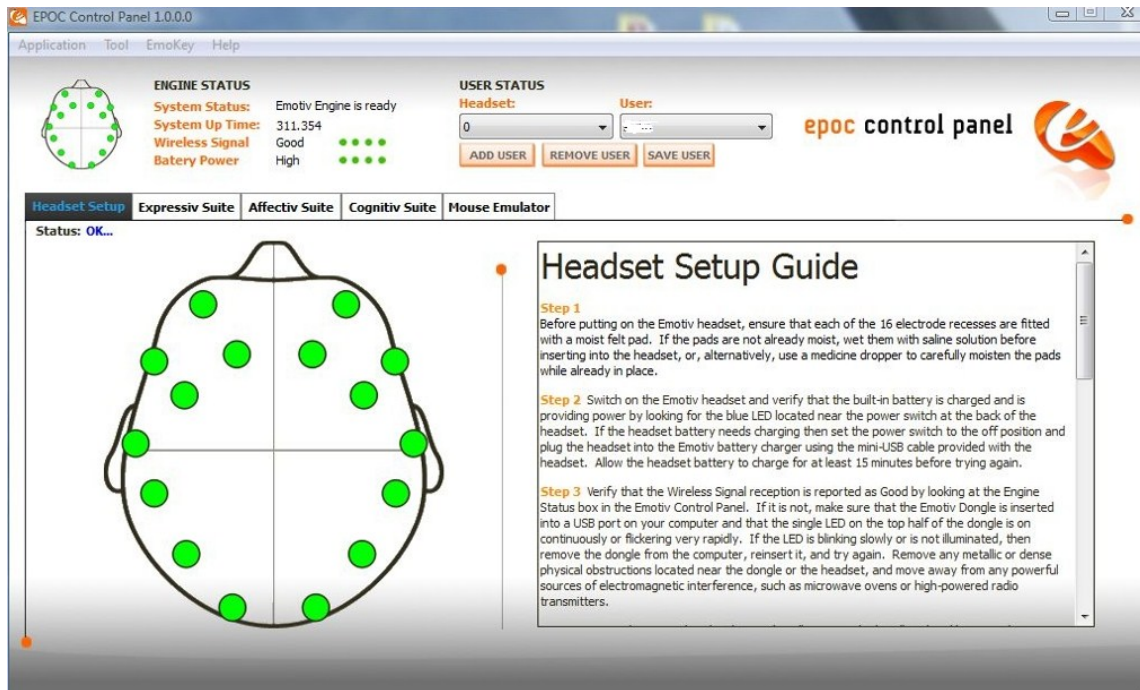 EPOC Control Panel 1.0.0.0
Application Tool EmoKey Help
ENGINE STATUS
System Status: Emotiv Engine is ready
System Up Time: 311.354
Wireless Signal Good
Batery Power High
USER STATUS
Headset: User:
0
ADD USER REMOVE USER SAVE USER
epoc control panel
Headset Setup Expressiv Suite Affectiv Suite Cognitiv Suite Mouse Emulator
Status: OK...
Headset Setup Guide
Step 1
Before putting on the Emotiv headset, ensure that each of the 16 electrode recesses are fitted
with a moist felt pad. If the pads are not already moist, wet them with saline solution before
inserting into the headset, or, alternatively, use a medicine dropper to carefully moisten the pads
while already in place.
Step 2 Switch on the Emotiv headset and verify that the built-in battery is charged and is
providing power by looking for the blue LED located near the power switch at the back of the
headset. If the headset battery needs charging then set the power switch to the off position and
plug the headset into the Emotiv battery charger using the mini-USB cable provided with the
headset. Allow the headset battery to charge for at least 15 minutes before trying again.
Step 3 Verify that the Wireless Signal reception is reported as Good by looking at the Engine
Status box in the Emotiv Control Panel. If it is not, make sure that the Emotiv Dongle is inserted
into a USB port on your computer and that the single LED on the top half of the dongle is on
continuously or flickering very rapidly. If the LED is blinking slowly or is not illuminated, then
remove the dongle from the computer, reinsert it, and try again. Remove any metallic or dense
physical obstructions located near the dongle or the headset, and move away from any powerful
sources of electromagnetic interference, such as microwave ovens or high-powered radio
transmitters.